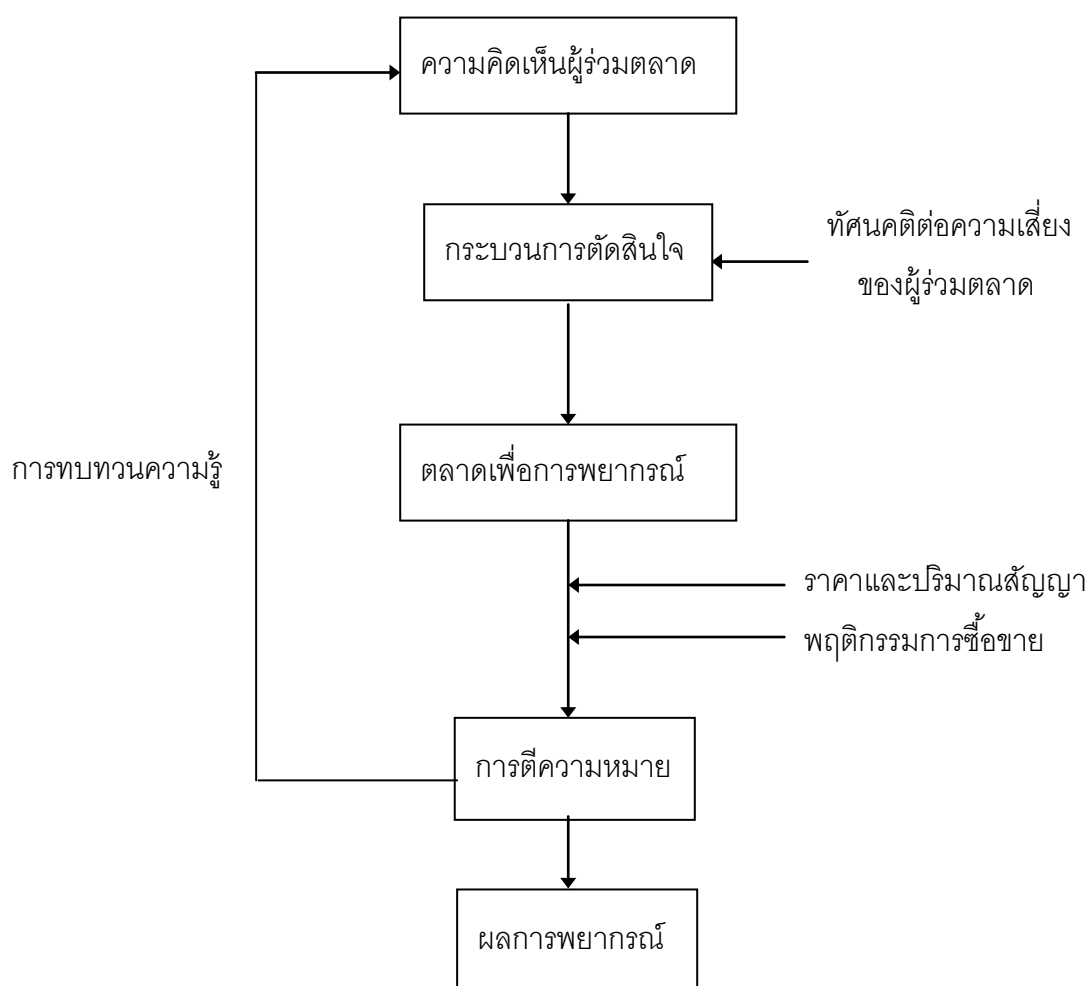 ความคิดเห็นผู้ร่วมตลาด
กระบวนการตัดสินใจ
ทัศนคติต่อความเสี่ยง
ของผู้ร่วมตลาด
ตลาดเพื่อการพยากรณ์
การทบทวนความรู้
ราคาและปริมาณสัญญา
พฤติกรรมการซื้อขาย
การตีความหมาย
ผลการพยากรณ์